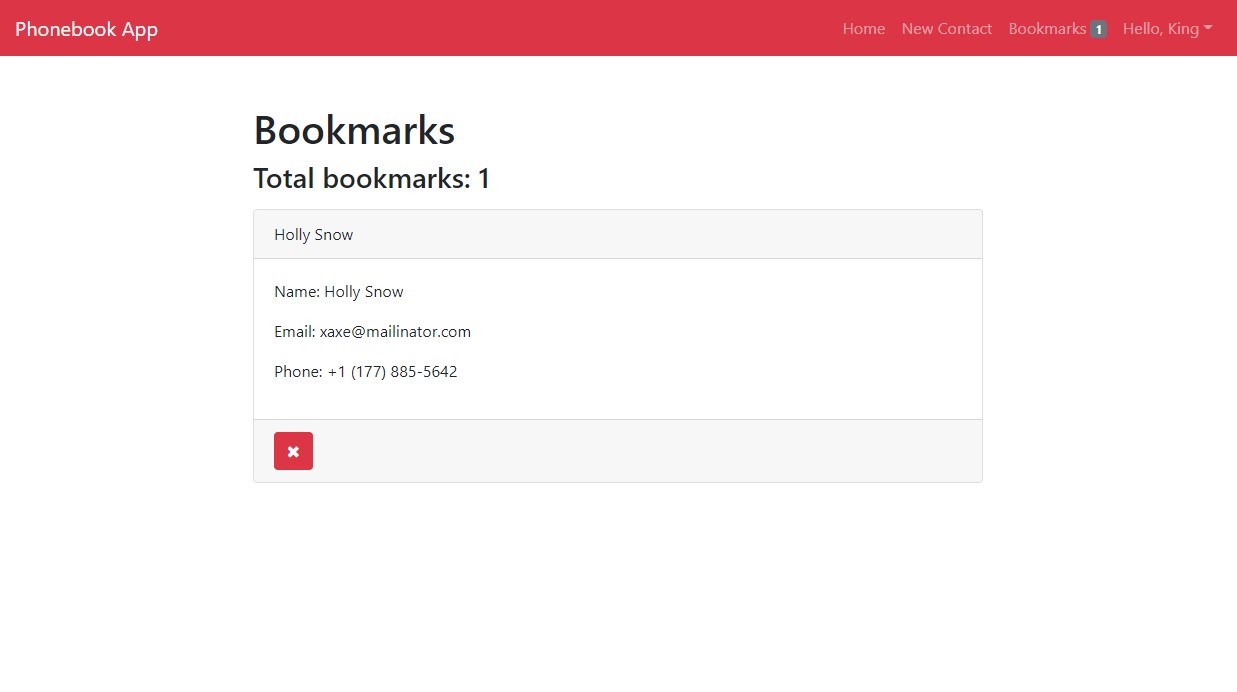 Phonebook App
Home New Contact Bookmarks 1 Hello, King
Bookmarks
Total bookmarks: 1
Holly Snow
Name: Holly Snow
Email: xaxe@mailinator.com
Phone: +1 (177) 885-5642